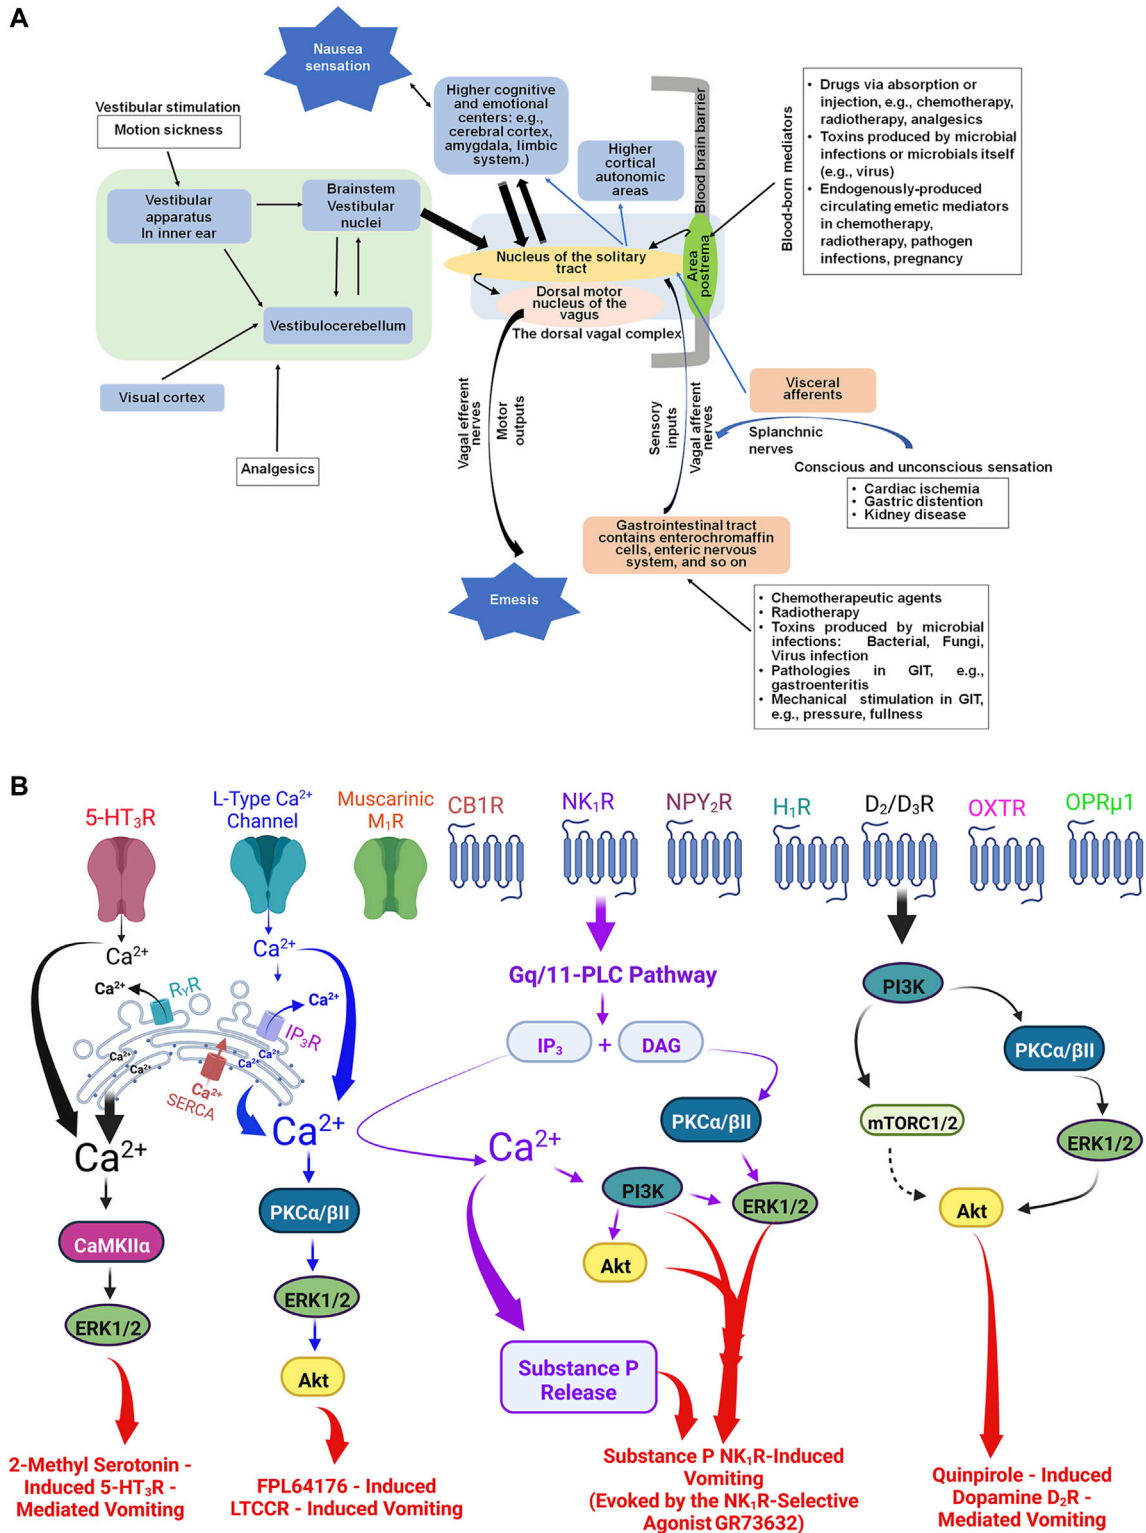 A
Nausea
sensation
Vestibular stimulation
Motion sickness
Higher cognitive
and emotional
centers: e.g.,
cerebral cortex,
amygdala, limbic
system.)
Higher
cortical
autonomic
areas
Blood brain barrier
Blood-born mediators
• Drugs via absorption or
injection, e.g., chemotherapy,
radiotherapy, analgesics
• Toxins produced by microbial
infections or microbials itself
(e.g., virus)
• Endogenously-produced
circulating emetic mediators
in chemotherapy,
radiotherapy, pathogen
infections, pregnancy
Vestibular
apparatus
In inner ear
Brainstem
Vestibular
nuclei
Vestibulocerebellum
Visual cortex
Analgesics
Nucleus of the solitary
tract
Area
postrema
Dorsal motor
nucleus of the
vagus
The dorsal vagal complex
Vagal efferent
nerves
Motor
outputs
Sensory
inputs
Vagal afferent
nerves
Visceral
afferents
Splanchnic
nerves
Conscious and unconscious sensation
• Cardiac ischemia
• Gastric distention
• Kidney disease
Gastrointestinal tract
contains enterochromaffin
cells, enteric nervous
system, and so on
Emesis
• Chemotherapeutic agents
• Radiotherapy
• Toxins produced by microbial
infections: Bacterial, Fungi,
Virus infection
• Pathologies in GIT, e.g.,
gastroenteritis
• Mechanical stimulation in GIT,
e.g., pressure, fullness
B
5-HT₃R
L-Type Ca²⁺
Channel
Muscarinic
M₁R
CB1R
NK₁R
NPY₂R
H₁R
D₂/D₃R
OXTR
OPRμ1
Ca²⁺
Ca²⁺
Ca²⁺
RᵧR
Ca²⁺
IP₃R
Ca²⁺
Ca²⁺
Ca²⁺
Ca²⁺
Ca²⁺
SERCA
Ca²⁺
Ca²⁺
CaMKIIα
ERK1/2
PKCα/βII
ERK1/2
Akt
Gq/11-PLC Pathway
IP₃
+
DAG
PKCα/βII
Ca²⁺
PI3K
ERK1/2
Akt
Substance P
Release
PI3K
PKCα/βII
mTORC1/2
ERK1/2
Akt
2-Methyl Serotonin -
Induced 5-HT₃R -
Mediated Vomiting
FPL64176 - Induced
LTCCR - Induced Vomiting
Substance P NK₁R-Induced
Vomiting
(Evoked by the NK₁R-Selective
Agonist GR73632)
Quinpirole - Induced
Dopamine D₂R -
Mediated Vomiting